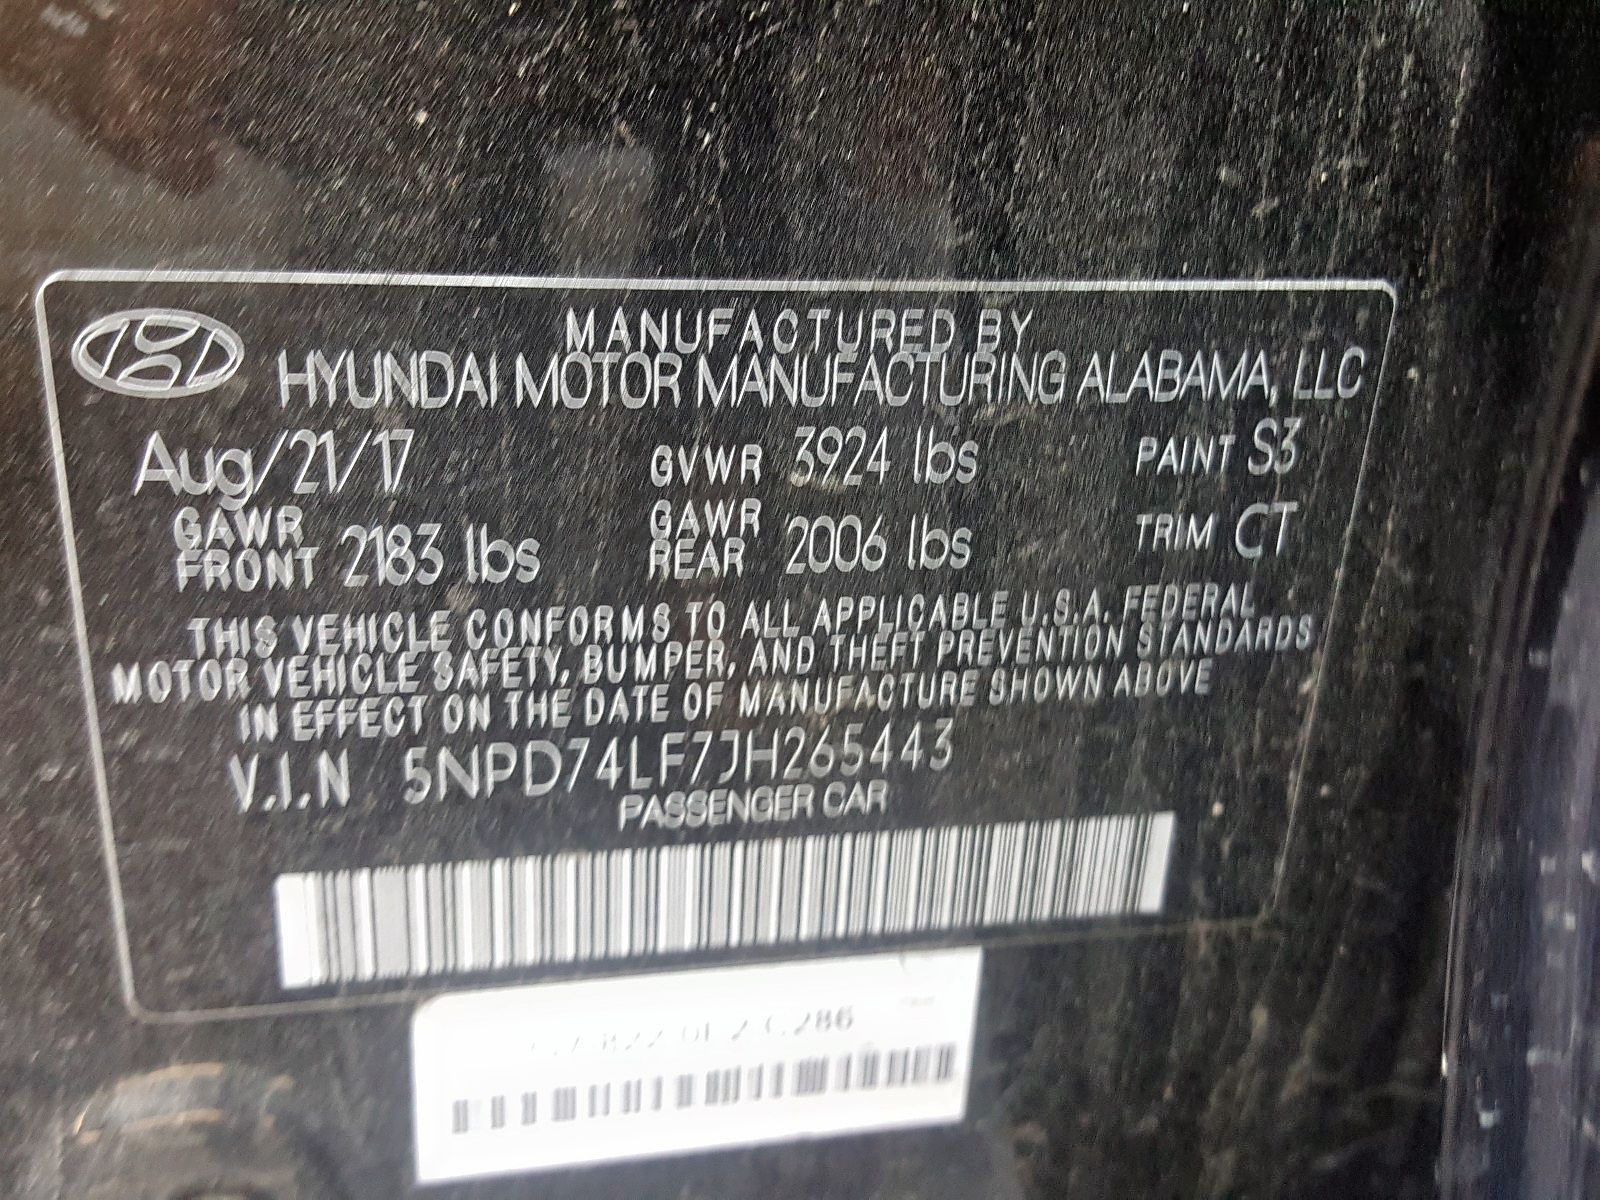 MANUFACTURED BY
HYUNDAI MOTOR MANUFACTURING ALABAMA, LLC
Aug/21/17 GVWR 3924 lbs PAINT S3
GAWR FRONT 2183 lbs GAWR REAR 2006 lbs TRIM CT
THIS VEHICLE CONFORMS TO ALL APPLICABLE U.S.A. FEDERAL
MOTOR VEHICLE SAFETY, BUMPER, AND THEFT PREVENTION STANDARDS
IN EFFECT ON THE DATE OF MANUFACTURE SHOWN ABOVE
V.I.N 5NPD74LF7JH265443
PASSENGER CAR